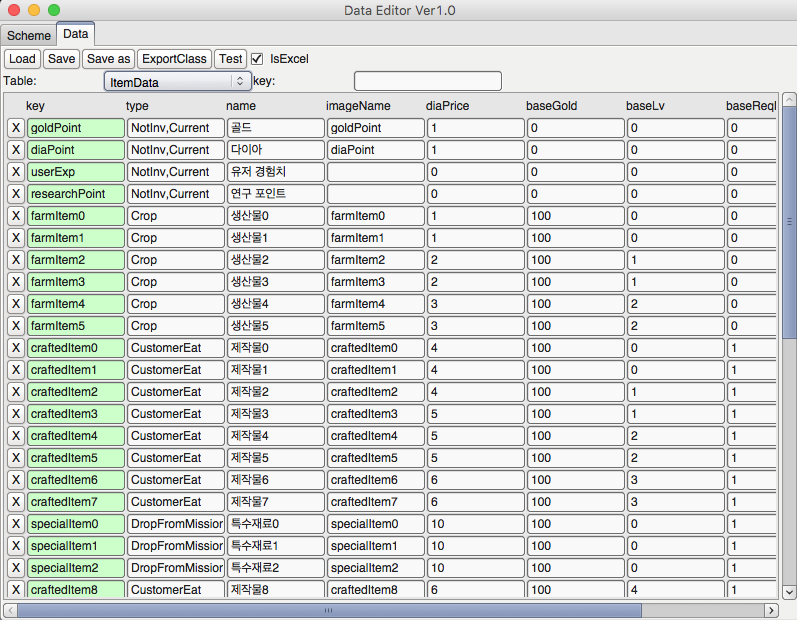 Data Editor Ver1.0
Scheme Data
Load Save Save as ExportClass Test IsExcel
Table: ItemData key:
key type name imageName diaPrice baseGold baseLv baseReqI
X goldPoint NotInv,Current 골드 goldPoint 1 0 0 0
X diaPoint NotInv,Current 다이아 diaPoint 1 0 0 0
X userExp NotInv,Current 유저 경험치 0 0 0 0
X researchPoint NotInv,Current 연구 포인트 0 0 0 0
X farmItem0 Crop 생산물0 farmItem0 1 100 0 0
X farmItem1 Crop 생산물1 farmItem1 1 100 0 0
X farmItem2 Crop 생산물2 farmItem2 2 100 1 0
X farmItem3 Crop 생산물3 farmItem3 2 100 1 0
X farmItem4 Crop 생산물4 farmItem4 3 100 2 0
X farmItem5 Crop 생산물5 farmItem5 3 100 2 0
X craftedItem0 CustomerEat 제작물0 craftedItem0 4 100 0 1
X craftedItem1 CustomerEat 제작물1 craftedItem1 4 100 0 1
X craftedItem2 CustomerEat 제작물2 craftedItem2 4 100 1 1
X craftedItem3 CustomerEat 제작물3 craftedItem3 5 100 1 1
X craftedItem4 CustomerEat 제작물4 craftedItem4 5 100 2 1
X craftedItem5 CustomerEat 제작물5 craftedItem5 5 100 2 1
X craftedItem6 CustomerEat 제작물6 craftedItem6 6 100 3 1
X craftedItem7 CustomerEat 제작물7 craftedItem7 6 100 3 1
X specialItem0 DropFromMission 특수재료0 specialItem0 10 100 0 1
X specialItem1 DropFromMission 특수재료1 specialItem1 10 100 0 1
X specialItem2 DropFromMission 특수재료2 specialItem2 10 100 0 1
X craftedItem8 CustomerEat 제작물8 craftedItem8 6 100 4 1